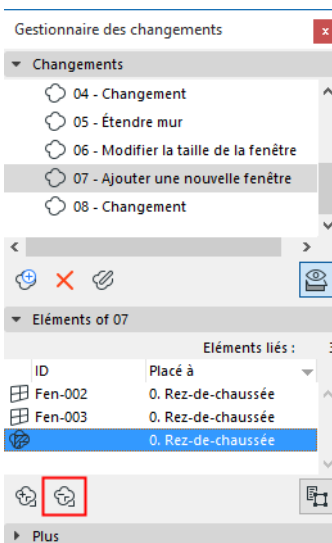 Gestionnaire des changements
x
Changements
04 - Changement
05 - Étendre mur
06 - Modifier la taille de la fenêtre
07 - Ajouter une nouvelle fenêtre
08 - Changement
Eléments of 07
Eléments liés :
ID Placé à
Fen-002 0. Rez-de-chaussée
Fen-003 0. Rez-de-chaussée
0. Rez-de-chaussée
Plus